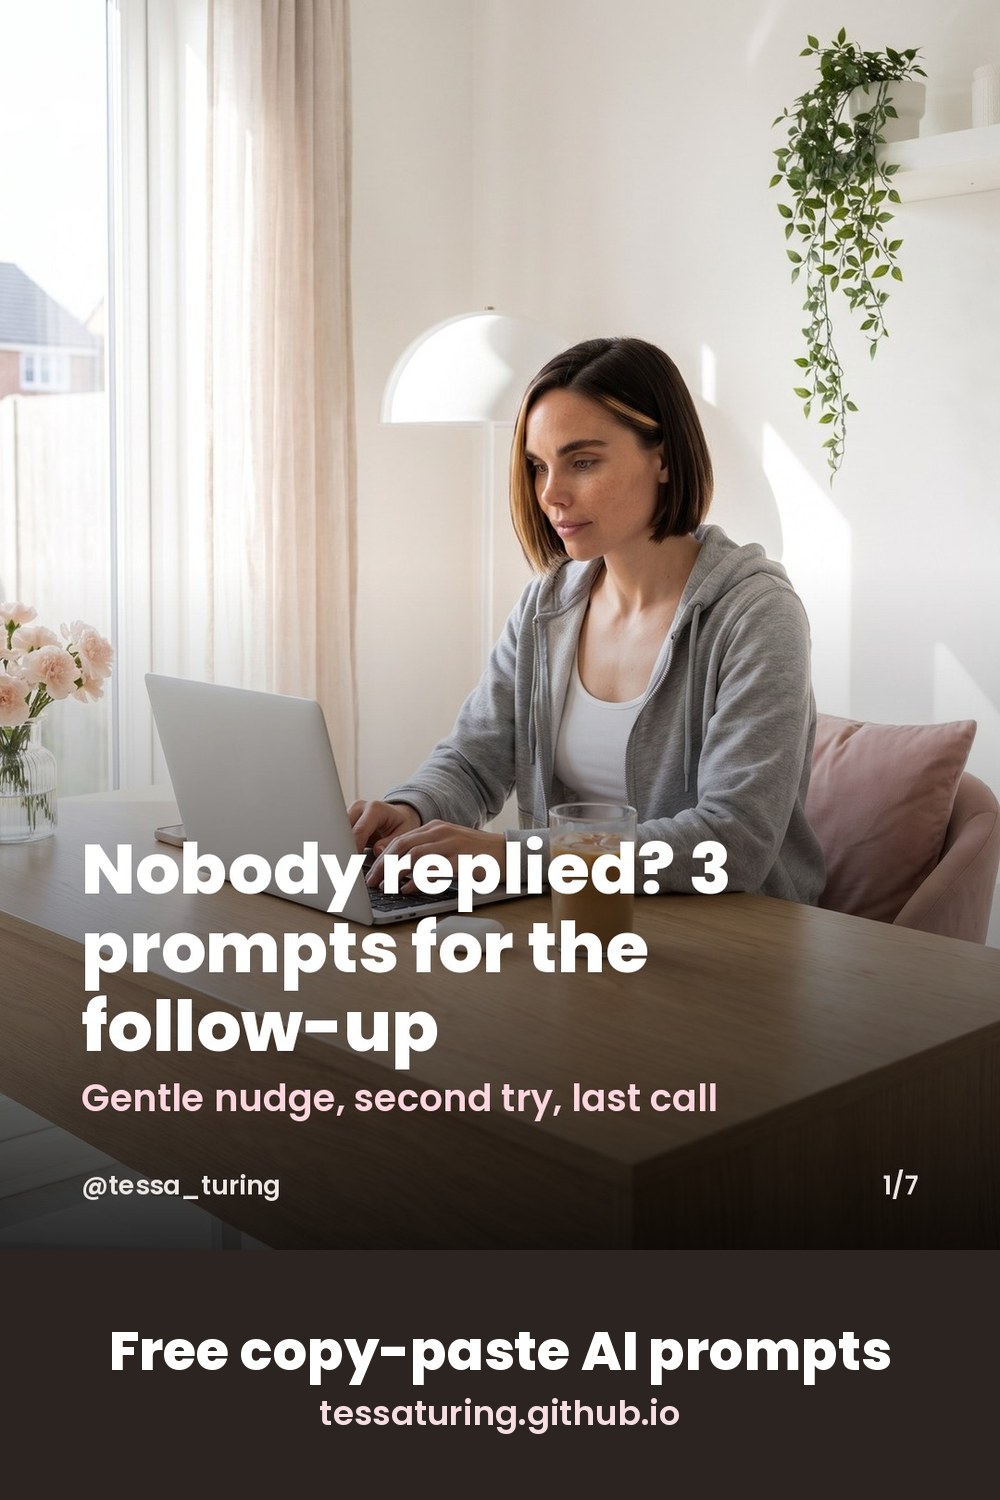 Nobody replied? 3
prompts for the
follow-up
Gentle nudge, second try, last call
@tessa_turing
1/7
Free copy-paste AI prompts
tessaturing.github.io